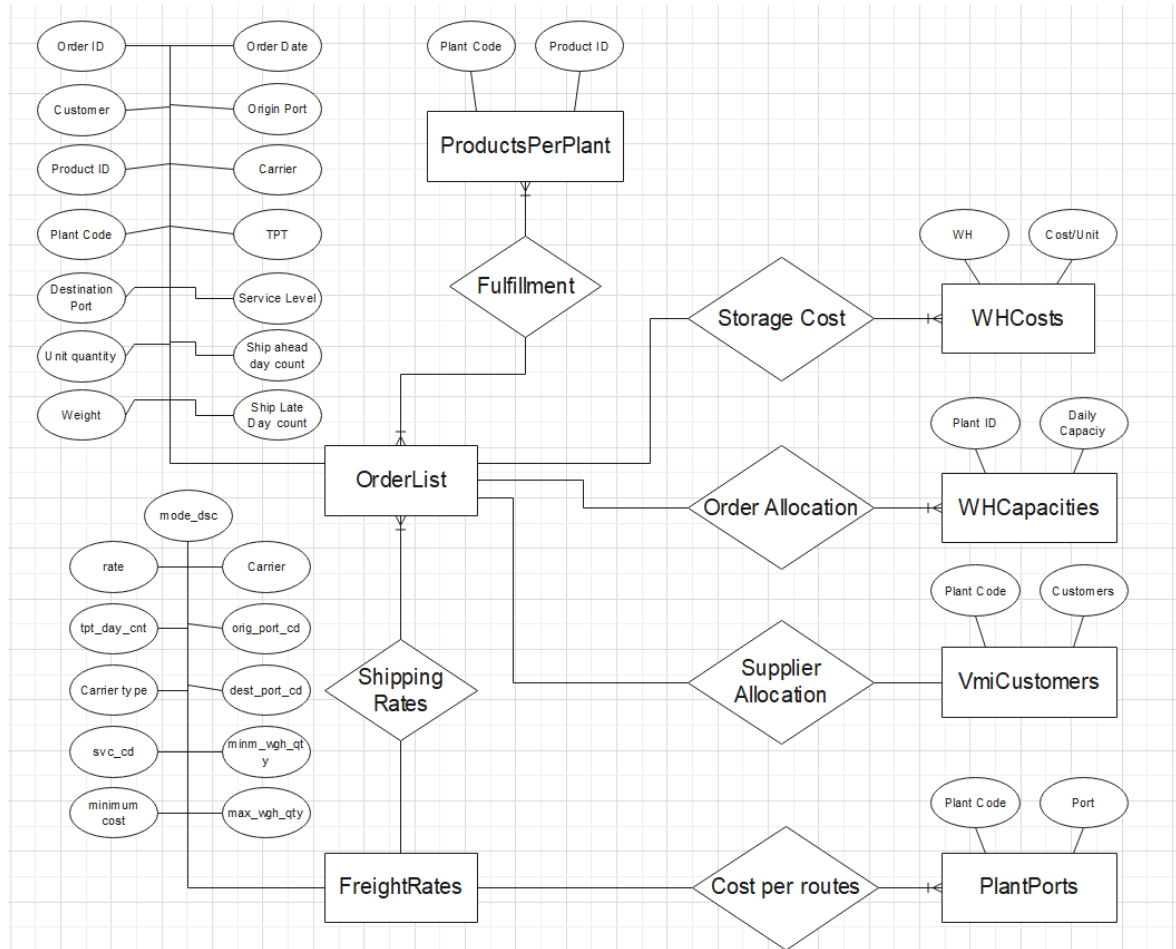 Order ID
Order Date
Customer
Origin Port
Product ID
Carrier
Plant Code
TPT
Destination
Port
Service Level
Unit quantity
Ship ahead
day count
Weight
Ship Late
Day count
Plant Code
Product ID
ProductsPerPlant
Fulfillment
Storage Cost
WH
Cost/Unit
WHCosts
OrderList
Order Allocation
Plant ID
Daily
Capaciy
WHCapacities
mode_dsc
rate
Carrier
tpt_day_cnt
orig_port_cd
Carrier type
dest_port_cd
svc_cd
minm_wgh_qt
y
minimum
cost
max_wgh_qty
Shipping
Rates
Supplier
Allocation
Plant Code
Customers
VmiCustomers
FreightRates
Cost per routes
Plant Code
Port
PlantPorts